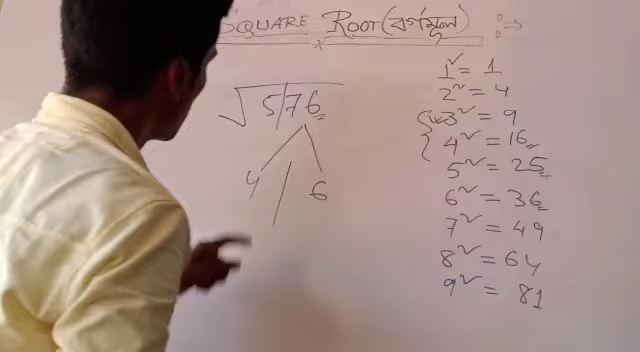 SQUARE ROOT (বর্গমূল) :→
√5/76
4 / 6
1² = 1
2² = 4
3² = 9
4² = 16
5² = 25
6² = 36
7² = 49
8² = 64
9² = 81